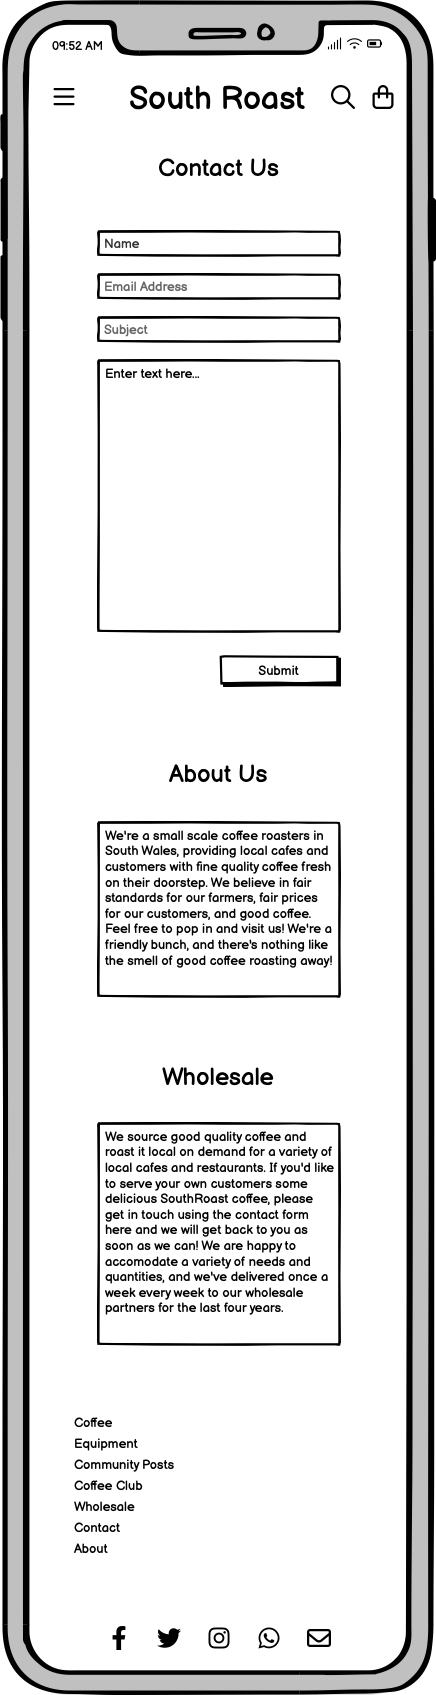 09:52 AM
South Roast
Contact Us
Name
Email Address
Subject
Enter text here...
Submit
About Us
We're a small scale coffee roasters in
South Wales, providing local cafes and
customers with fine quality coffee fresh
on their doorstep. We believe in fair
standards for our farmers, fair prices
for our customers, and good coffee.
Feel free to pop in and visit us! We're a
friendly bunch, and there's nothing like
the smell of good coffee roasting away!
Wholesale
We source good quality coffee and
roast it local on demand for a variety of
local cafes and restaurants. If you'd like
to serve your own customers some
delicious SouthRoast coffee, please
get in touch using the contact form
here and we will get back to you as
soon as we can! We are happy to
accomodate a variety of needs and
quantities, and we've delivered once a
week every week to our wholesale
partners for the last four years.
Coffee
Equipment
Community Posts
Coffee Club
Wholesale
Contact
About